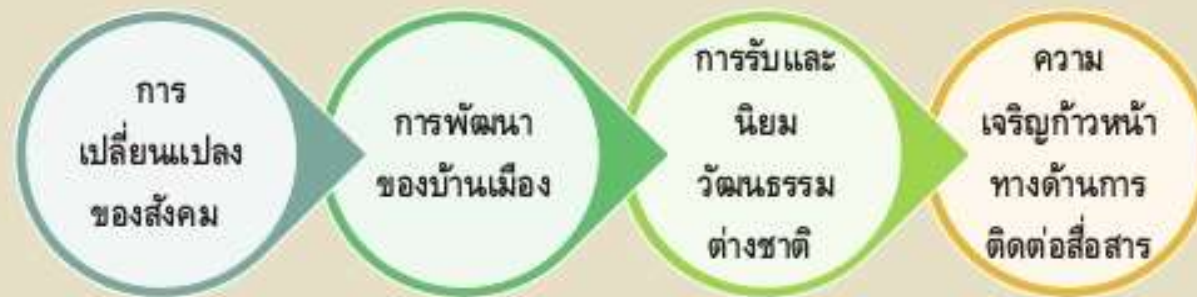 การ
เปลี่ยนแปลง
ของสังคม
การพัฒนา
ของบ้านเมือง
การรับและ
นิยม
วัฒนธรรม
ต่างชาติ
ความ
เจริญก้าวหน้า
ทางด้านการ
ติดต่อสื่อสาร